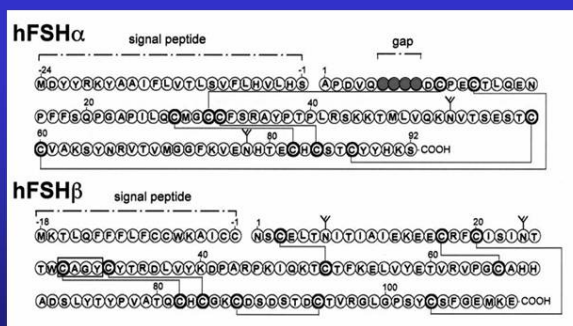 hFSHα
signal peptide gap
-24 -1 1
MDYYRKYAAIFLVTLSVFLHVLHS APDVQ DCPECTLQEN
20 40
PFFSQPGAPILQCMGCCFSRAYPTPLRSKKTMLVQKNVTSESTC
60 80 92
CVAKSYNRVTVMGGFKVENHTECHCSTCYYHKS-COOH
hFSHβ
signal peptide
-18 -1 1 20
MKTLQFFFLFCCWKAICC NSCELTNITIAIEKEECRFCISINT
40 60
TWCAGYCYTRDLVYKDPARPKIQKTCTFKELVYETVRVPGCAHH
80 100
ADSLYTYPVATQCHCGKCDSDSTDCTVRGLGPSYCSFGEMKE-COOH